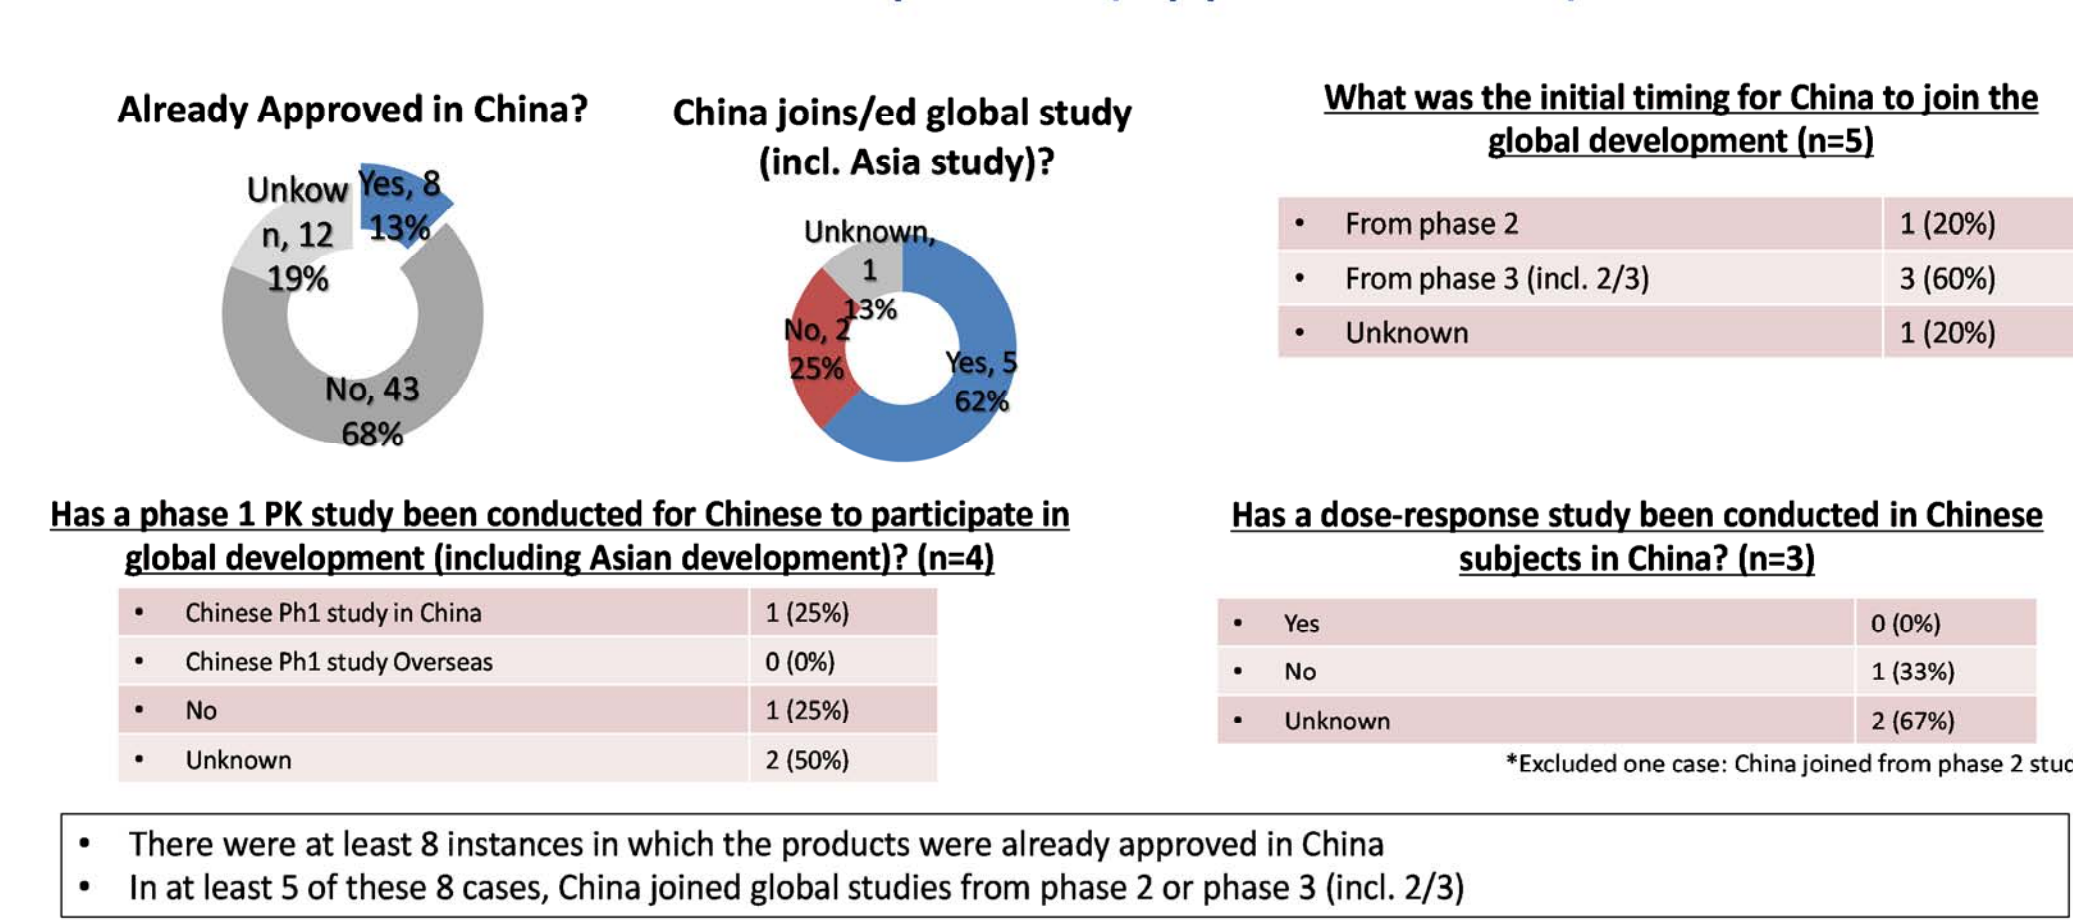 Already Approved in China?
Unkow
n, 12
19%
Yes, 8
13%
No, 43
68%
China joins/ed global study
(incl. Asia study)?
Unknown,
1
13%
No, 2
25%
Yes, 5
62%
What was the initial timing for China to join the
global development (n=5)
• From phase 2 1 (20%)
• From phase 3 (incl. 2/3) 3 (60%)
• Unknown 1 (20%)
Has a phase 1 PK study been conducted for Chinese to participate in
global development (including Asian development)? (n=4)
• Chinese Ph1 study in China 1 (25%)
• Chinese Ph1 study Overseas 0 (0%)
• No 1 (25%)
• Unknown 2 (50%)
Has a dose-response study been conducted in Chinese
subjects in China? (n=3)
• Yes 0 (0%)
• No 1 (33%)
• Unknown 2 (67%)
*Excluded one case: China joined from phase 2
• There were at least 8 instances in which the products were already approved in China
• In at least 5 of these 8 cases, China joined global studies from phase 2 or phase 3 (incl. 2/3)